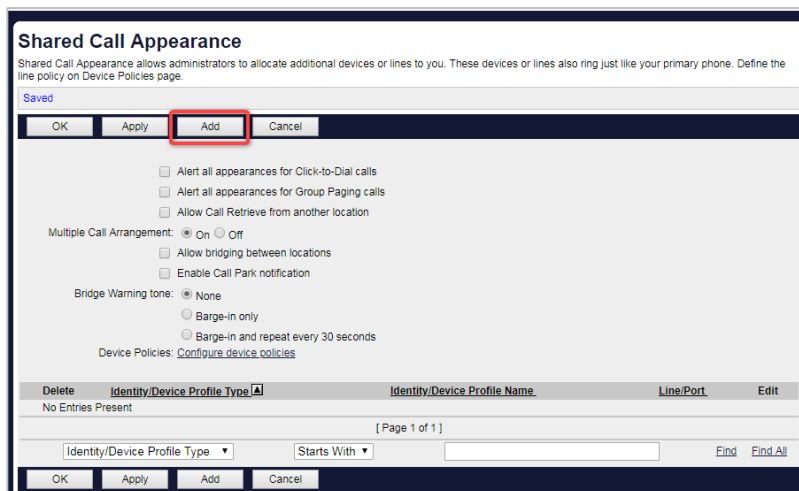 Shared Call Appearance
Shared Call Appearance allows administrators to allocate additional devices or lines to you. These devices or lines also ring just like your primary phone. Define the
line policy on Device Policies page.
Saved
OK Apply Add Cancel
Alert all appearances for Click-to-Dial calls
Alert all appearances for Group Paging calls
Allow Call Retrieve from another location
Multiple Call Arrangement: On Off
Allow bridging between locations
Enable Call Park notification
Bridge Warning tone: None
Barge-in only
Barge-in and repeat every 30 seconds
Device Policies: Configure device policies
Delete Identity/Device Profile Type Identity/Device Profile Name Line/Port Edit
No Entries Present
[ Page 1 of 1 ]
Identity/Device Profile Type Starts With Find Find All
OK Apply Add Cancel